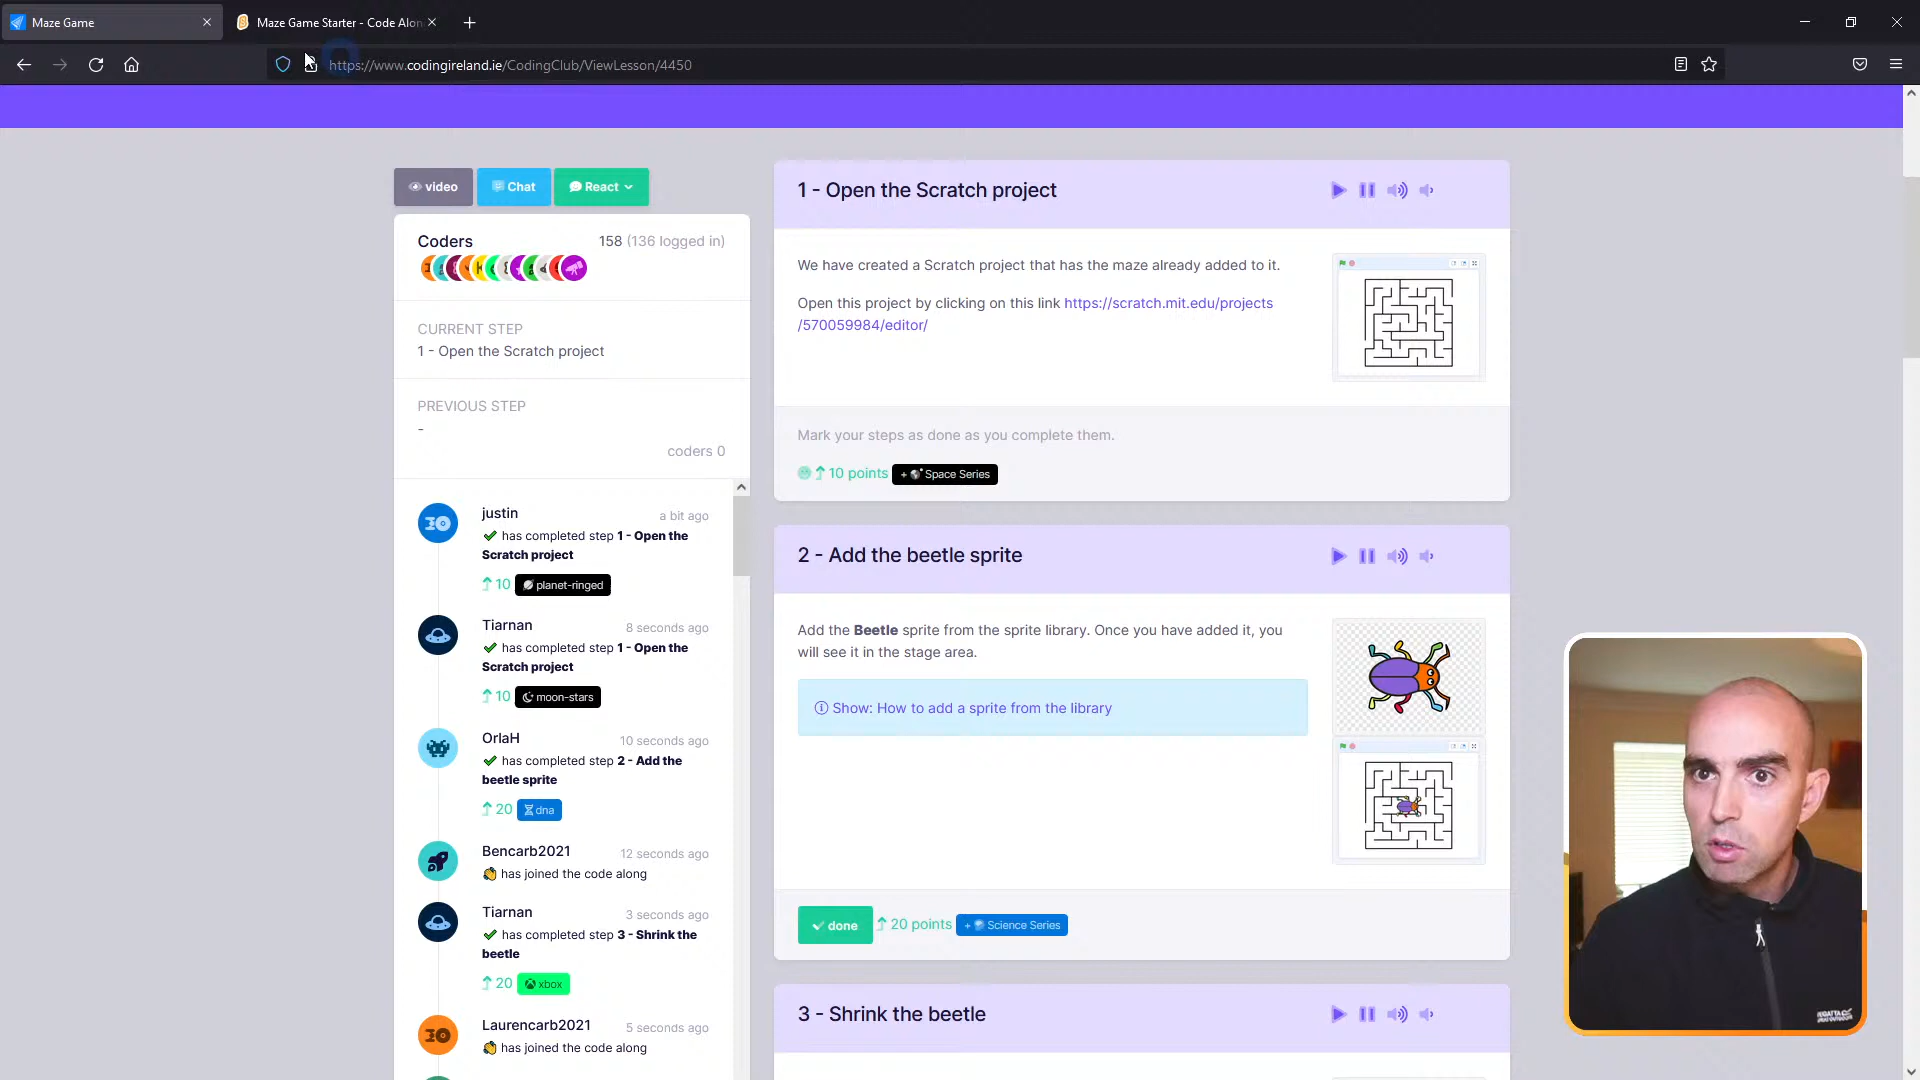 Maze Game
Maze Game Starter - Code Alon
https://www.codingireland.ie/CodingClub/ViewLesson/4450
video
Chat
React
Coders
158 (136 logged in)
CURRENT STEP
1 - Open the Scratch project
PREVIOUS STEP
-
coders 0
justin
a bit ago
has completed step 1 - Open the
Scratch project
10
planet-ringed
Tiarnan
8 seconds ago
has completed step 1 - Open the
Scratch project
10
moon-stars
OrlaH
10 seconds ago
has completed step 2 - Add the
beetle sprite
20
dna
Bencarb2021
12 seconds ago
has joined the code along
Tiarnan
3 seconds ago
has completed step 3 - Shrink the
beetle
20
xbox
Laurencarb2021
5 seconds ago
has joined the code along
1 - Open the Scratch project
We have created a Scratch project that has the maze already added to it.
Open this project by clicking on this link https://scratch.mit.edu/projects
/570059984/editor/
Mark your steps as done as you complete them.
10 points
+ Space Series
2 - Add the beetle sprite
Add the Beetle sprite from the sprite library. Once you have added it, you
will see it in the stage area.
Show: How to add a sprite from the library
done
20 points
+ Science Series
3 - Shrink the beetle